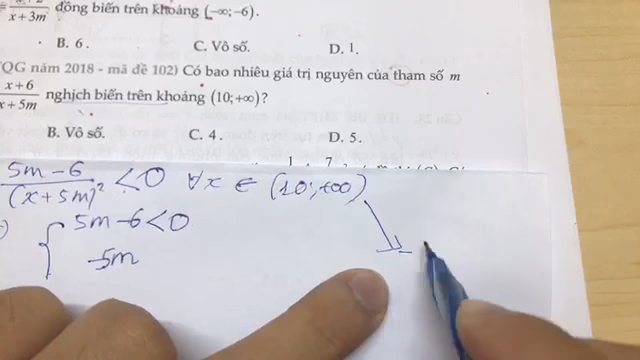 x + 3m đồng biến trên khoảng (−∞;−6).
B. 6. C. Vô số. D. 1.
QG năm 2018 - mã đề 102) Có bao nhiêu giá trị nguyên của tham số m
x + 6
x + 5m nghịch biến trên khoảng (10;+∞)?
B. Vô số. C. 4. D. 5.
1 7
5m − 6
(x + 5m)² < 0 ∀x ∈ (10;+∞)
5m − 6 < 0
−5m